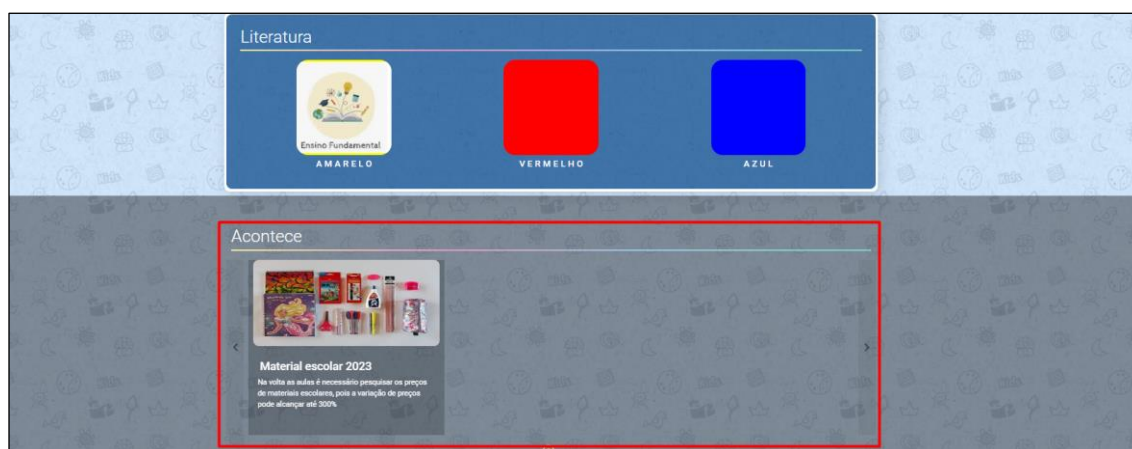 Literatura
Ensino Fundamental
AMARELO
VERMELHO
AZUL
Acontece
Material escolar 2023
Na volta as aulas é necessário pesquisar os preços
de materiais escolares, pois a variação de preços
pode alcançar até 300%